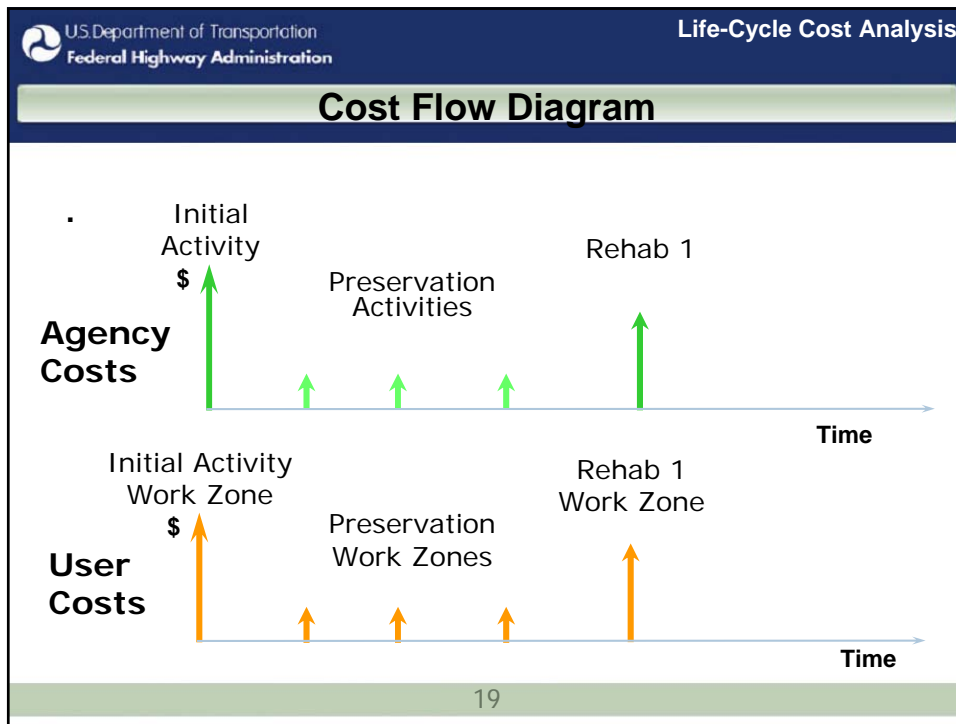 U.S.Department of Transportation
Federal Highway Administration
Life-Cycle Cost Analysis
Cost Flow Diagram
.
Initial
Activity
$
Preservation
Activities
Rehab 1
Agency
Costs
Time
Initial Activity
Work Zone
$
Preservation
Work Zones
Rehab 1
Work Zone
User
Costs
Time
19